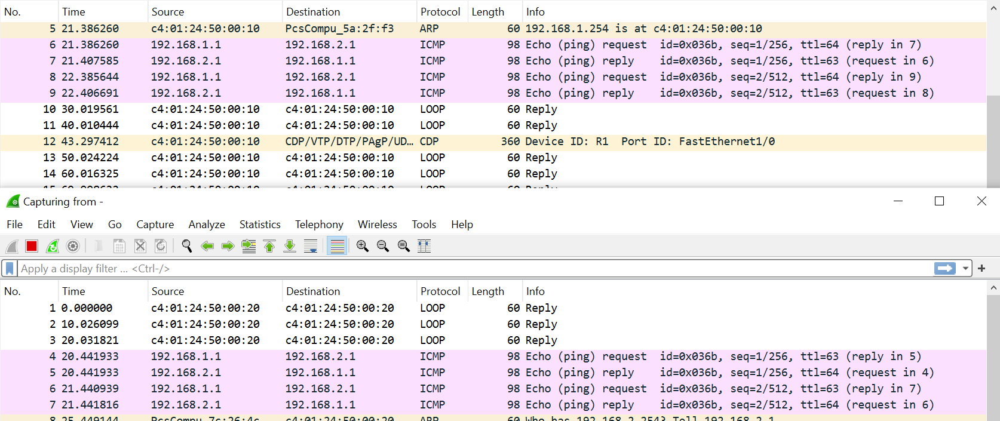 No. Time Source Destination Protocol Length Info
5 21.386260 c4:01:24:50:00:10 PcsCompu_5a:2f:f3 ARP 60 192.168.1.254 is at c4:01:24:50:00:10
6 21.386260 192.168.1.1 192.168.2.1 ICMP 98 Echo (ping) request id=0x036b, seq=1/256, ttl=64 (reply in 7)
7 21.407585 192.168.2.1 192.168.1.1 ICMP 98 Echo (ping) reply id=0x036b, seq=1/256, ttl=63 (request in 6)
8 22.385644 192.168.1.1 192.168.2.1 ICMP 98 Echo (ping) request id=0x036b, seq=2/512, ttl=64 (reply in 9)
9 22.406691 192.168.2.1 192.168.1.1 ICMP 98 Echo (ping) reply id=0x036b, seq=2/512, ttl=63 (request in 8)
10 30.019561 c4:01:24:50:00:10 c4:01:24:50:00:10 LOOP 60 Reply
11 40.010444 c4:01:24:50:00:10 c4:01:24:50:00:10 LOOP 60 Reply
12 43.297412 c4:01:24:50:00:10 CDP/VTP/DTP/PAgP/UD… CDP 360 Device ID: R1 Port ID: FastEthernet1/0
13 50.024224 c4:01:24:50:00:10 c4:01:24:50:00:10 LOOP 60 Reply
14 60.016325 c4:01:24:50:00:10 c4:01:24:50:00:10 LOOP 60 Reply
Capturing from -
File Edit View Go Capture Analyze Statistics Telephony Wireless Tools Help
Apply a display filter ... <Ctrl-/>
No. Time Source Destination Protocol Length Info
1 0.000000 c4:01:24:50:00:20 c4:01:24:50:00:20 LOOP 60 Reply
2 10.026099 c4:01:24:50:00:20 c4:01:24:50:00:20 LOOP 60 Reply
3 20.031821 c4:01:24:50:00:20 c4:01:24:50:00:20 LOOP 60 Reply
4 20.441933 192.168.1.1 192.168.2.1 ICMP 98 Echo (ping) request id=0x036b, seq=1/256, ttl=63 (reply in 5)
5 20.441933 192.168.2.1 192.168.1.1 ICMP 98 Echo (ping) reply id=0x036b, seq=1/256, ttl=64 (request in 4)
6 21.440939 192.168.1.1 192.168.2.1 ICMP 98 Echo (ping) request id=0x036b, seq=2/512, ttl=63 (reply in 7)
7 21.441816 192.168.2.1 192.168.1.1 ICMP 98 Echo (ping) reply id=0x036b, seq=2/512, ttl=64 (request in 6)
8 25.449144 c4:01:24:50:00:20 ARP 60 Who has 192.168.2.254? Tell 192.168.2.1